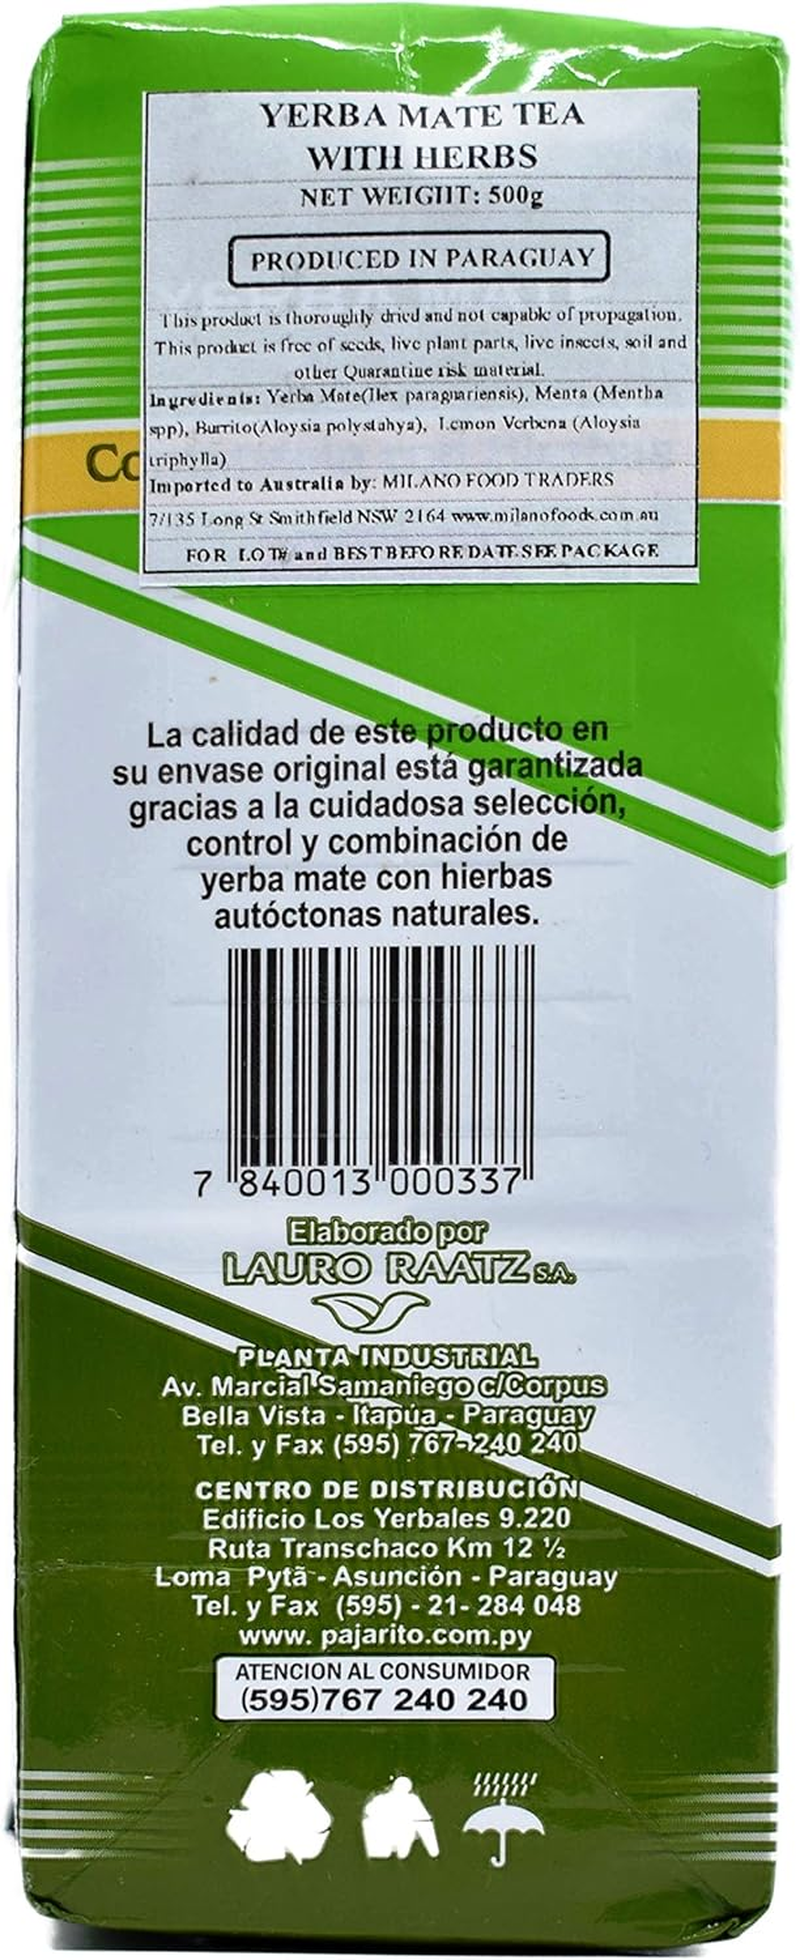 YERBA MATE TEA
WITH HERBS
NET WEIGHT: 500g
PRODUCED IN PARAGUAY
This product is thoroughly dried and not capable of propagation.
This product is free of seeds, live plant parts, live insects, soil and
other Quarantine risk material.
Ingredients: Yerba Mate(Ilex paraguariensis), Menta (Mentha
spp), Burrito(Aloysia polystahya), Lemon Verbena (Aloysia
triphylla)
Imported to Australia by: MILANO FOOD TRADERS
7/135 Long St Smithfield NSW 2164 www.milanofoods.com.au
FOR LOT# and BEST BEFORE DATE SEE PACKAGE
La calidad de este producto en
su envase original está garantizada
gracias a la cuidadosa selección,
control y combinación de
yerba mate con hierbas
autóctonas naturales.
7 840013 000337
Elaborado por
LAURO RAATZ S.A.
PLANTA INDUSTRIAL
Av. Marcial Samaniego c/Corpus
Bella Vista - Itapúa - Paraguay
Tel. y Fax (595) 767-240 240
CENTRO DE DISTRIBUCIÓN
Edificio Los Yerbales 9.220
Ruta Transchaco Km 12 ½
Loma Pytã - Asunción - Paraguay
Tel. y Fax (595) - 21- 284 048
www. pajarito.com.py
ATENCION AL CONSUMIDOR
(595)767 240 240